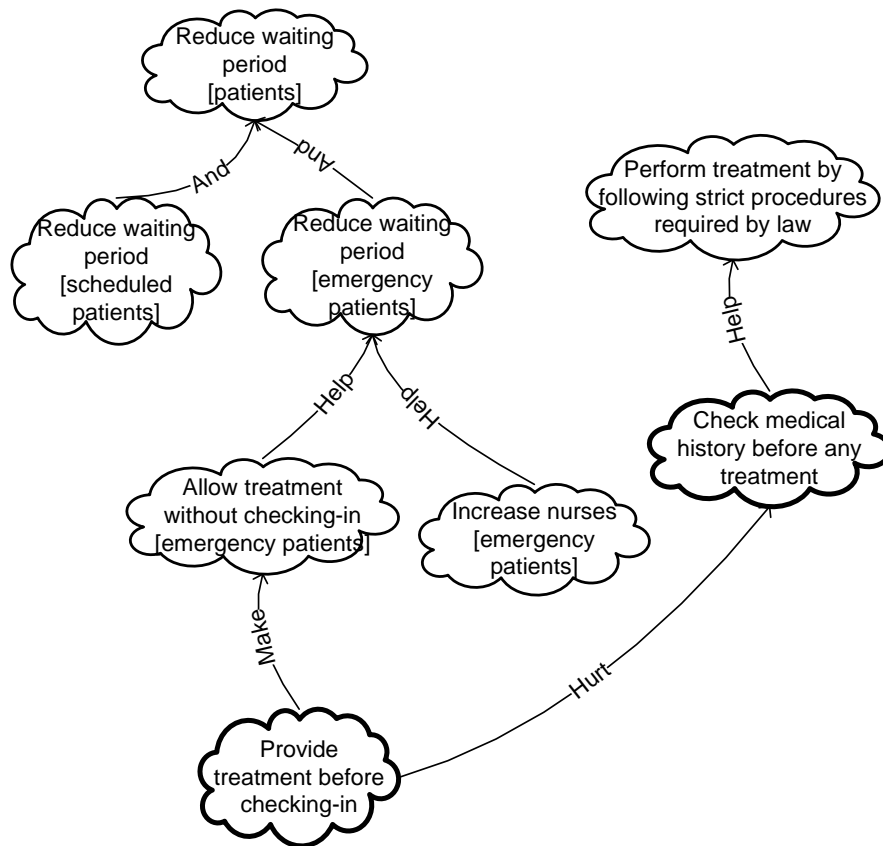 Reduce waiting
period
[patients]
And
And
Perform treatment by
following strict procedures
required by law
Reduce waiting
period
[scheduled
patients]
Reduce waiting
period
[emergency
patients]
Help
Help
Help
Check medical
history before any
treatment
Allow treatment
without checking-in
[emergency patients]
Increase nurses
[emergency
patients]
Make
Hurt
Provide
treatment before
checking-in